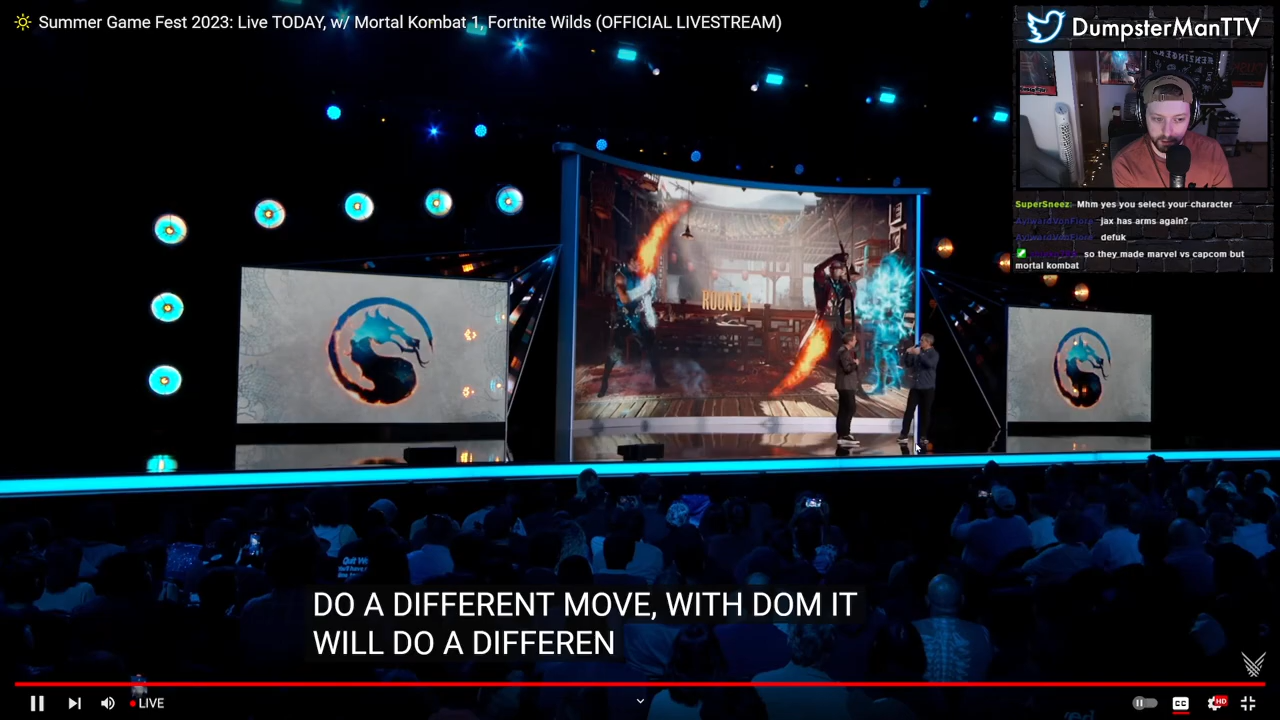 Summer Game Fest 2023: Live TODAY, w/ Mortal Kombat 1, Fortnite Wilds (OFFICIAL LIVESTREAM)
DumpsterManTTV
SuperSneez: Mhm yes you select your character
jax has arms again?
defuk
so they made marvel vs capcom but
mortal kombat
ROUND 1
DO A DIFFERENT MOVE, WITH DOM IT
WILL DO A DIFFEREN
LIVE
CC
HD